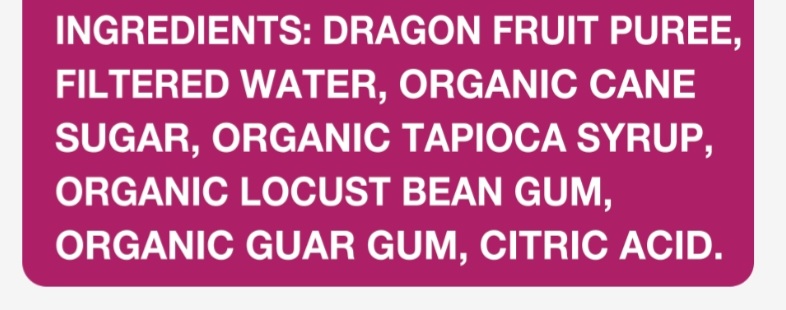 INGREDIENTS: DRAGON FRUIT PUREE,
FILTERED WATER, ORGANIC CANE
SUGAR, ORGANIC TAPIOCA SYRUP,
ORGANIC LOCUST BEAN GUM,
ORGANIC GUAR GUM, CITRIC ACID.